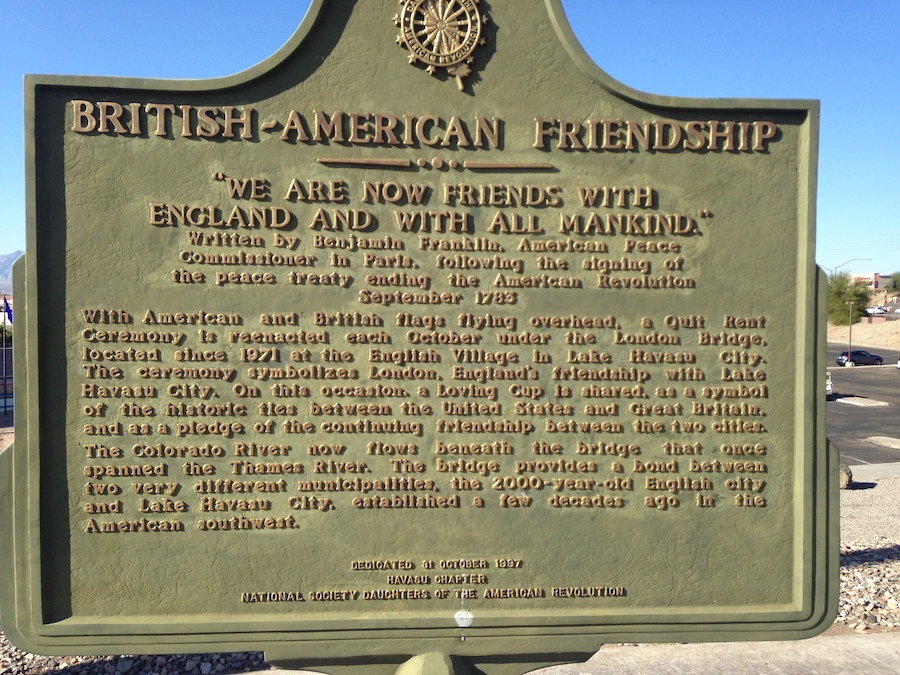 AMERICAN REVOLUTION
BRITISH-AMERICAN FRIENDSHIP
"WE ARE NOW FRIENDS WITH
ENGLAND AND WITH ALL MANKIND."
Written by Benjamin Franklin, American Peace
Commissioner in Paris, following the signing of
the peace treaty ending the American Revolution
September 1783
With American and British flags flying overhead, a Quit Rent
Ceremony is reenacted each October under the London Bridge,
located since 1971 at the English Village in Lake Havasu City.
The ceremony symbolizes London, England's friendship with Lake
Havasu City. On this occasion, a Loving Cup is shared, as a symbol
of the historic ties between the United States and Great Britain,
and as a pledge of the continuing friendship between the two cities.
The Colorado River now flows beneath the bridge that once
spanned the Thames River. The bridge provides a bond between
two very different municipalities, the 2000-year-old English city
and Lake Havasu City, established a few decades ago in the
American southwest.
DEDICATED 31 OCTOBER 1997
HAVASU CHAPTER
NATIONAL SOCIETY DAUGHTERS OF THE AMERICAN REVOLUTION